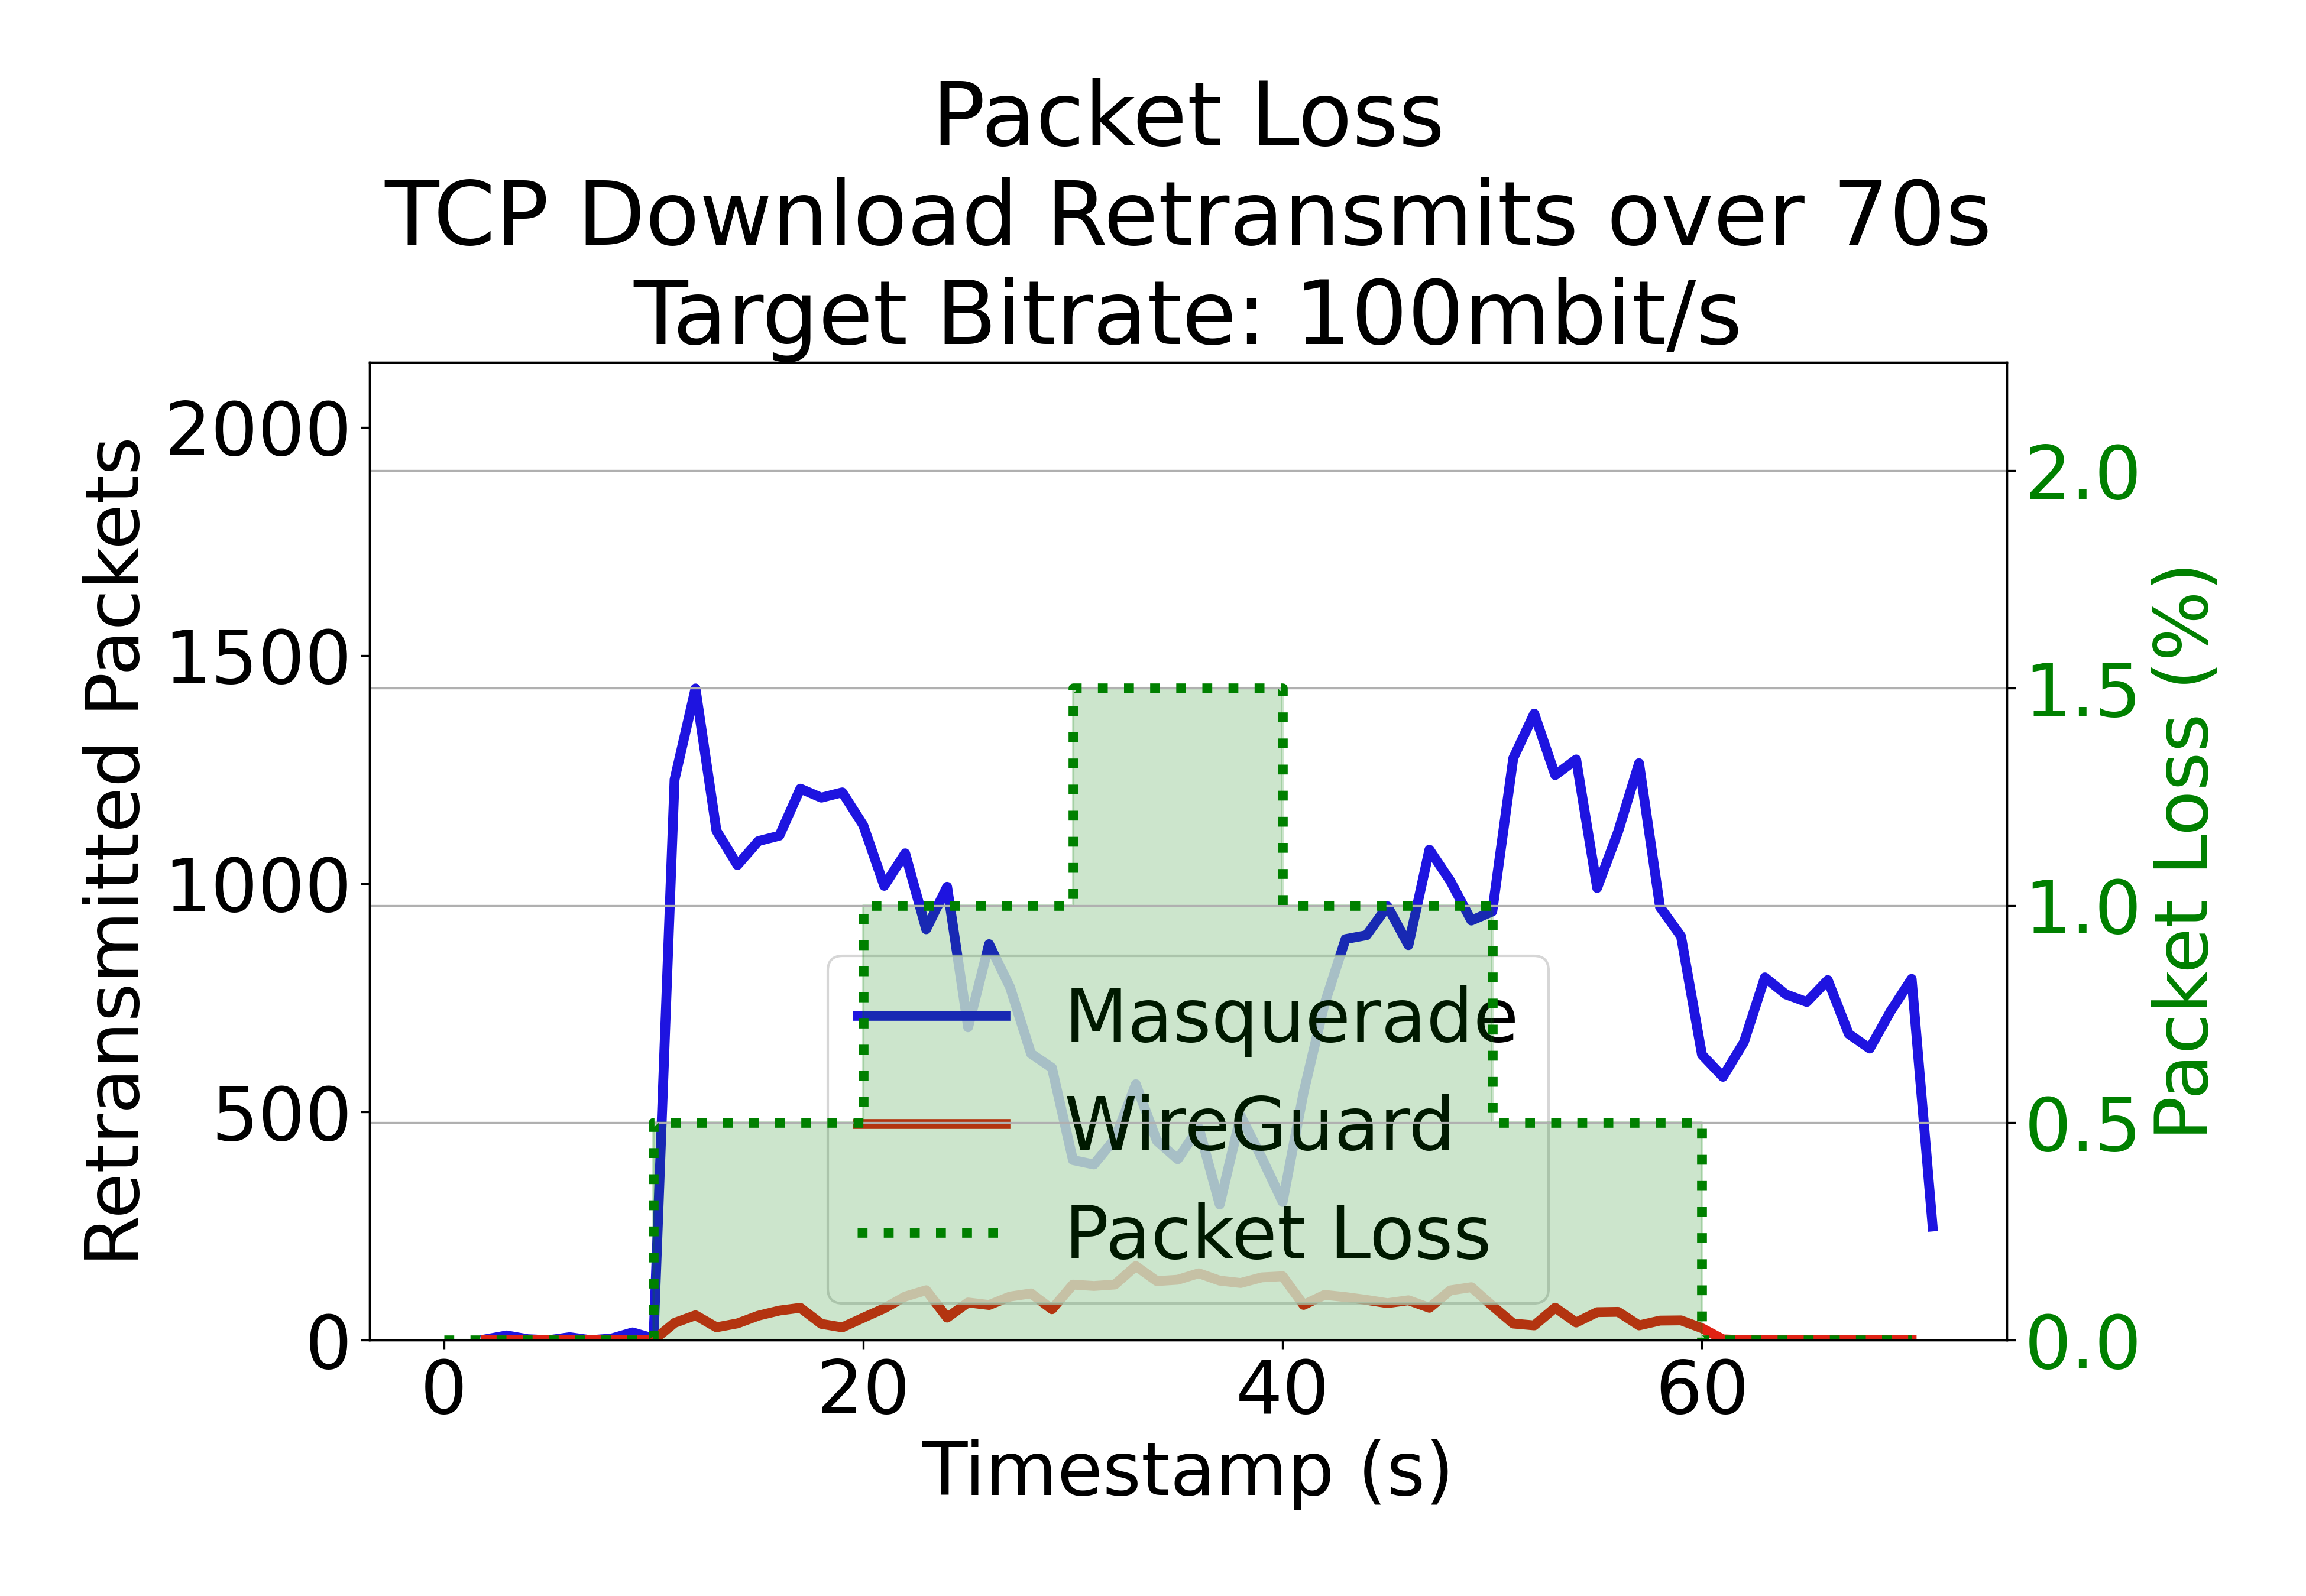 Packet Loss
TCP Download Retransmits over 70s
Target Bitrate: 100mbit/s
Retransmitted Packets
2000
1500
1000
500
0
Packet Loss (%)
2.0
1.5
1.0
0.5
0.0
Masquerade
WireGuard
Packet Loss
0 20 40 60
Timestamp (s)